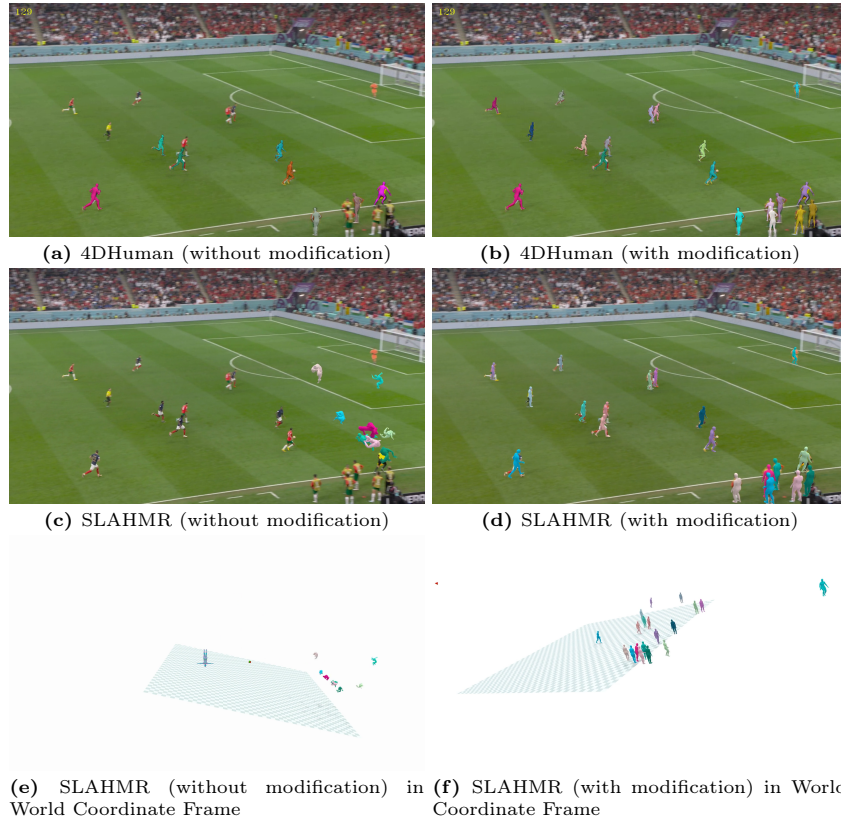 129
129
(a) 4DHuman (without modification)
(b) 4DHuman (with modification)
(c) SLAHMR (without modification)
(d) SLAHMR (with modification)
(e) SLAHMR (without modification) in
World Coordinate Frame
(f) SLAHMR (with modification) in World
Coordinate Frame